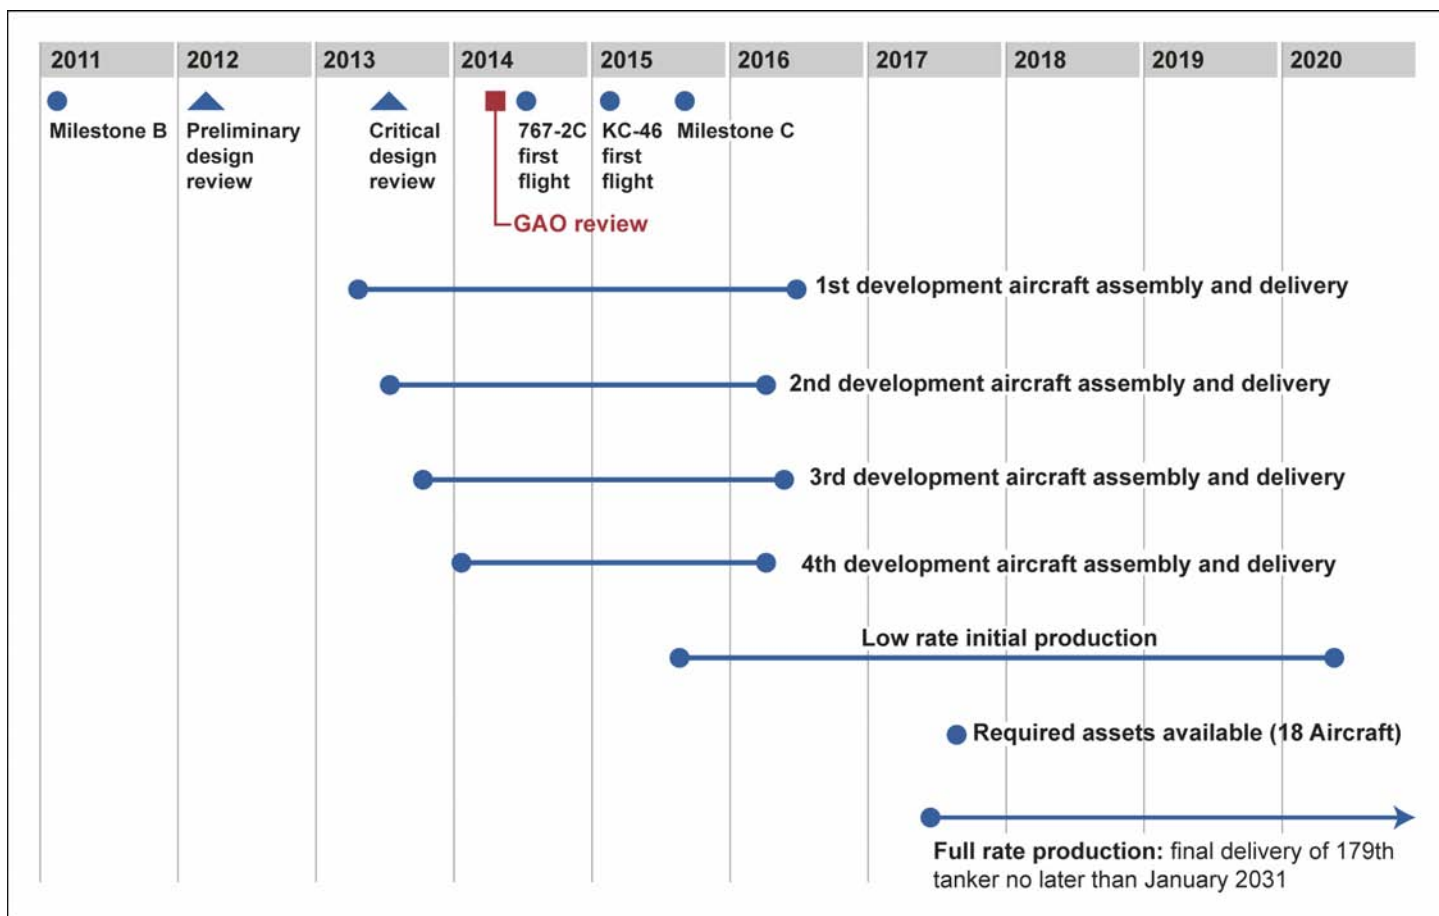 2011 2012 2013 2014 2015 2016 2017 2018 2019 2020
Milestone B
Preliminary
design
review
Critical
design
review
767-2C
first
flight
KC-46
first
flight
Milestone C
GAO review
1st development aircraft assembly and delivery
2nd development aircraft assembly and delivery
3rd development aircraft assembly and delivery
4th development aircraft assembly and delivery
Low rate initial production
Required assets available (18 Aircraft)
Full rate production: final delivery of 179th
tanker no later than January 2031